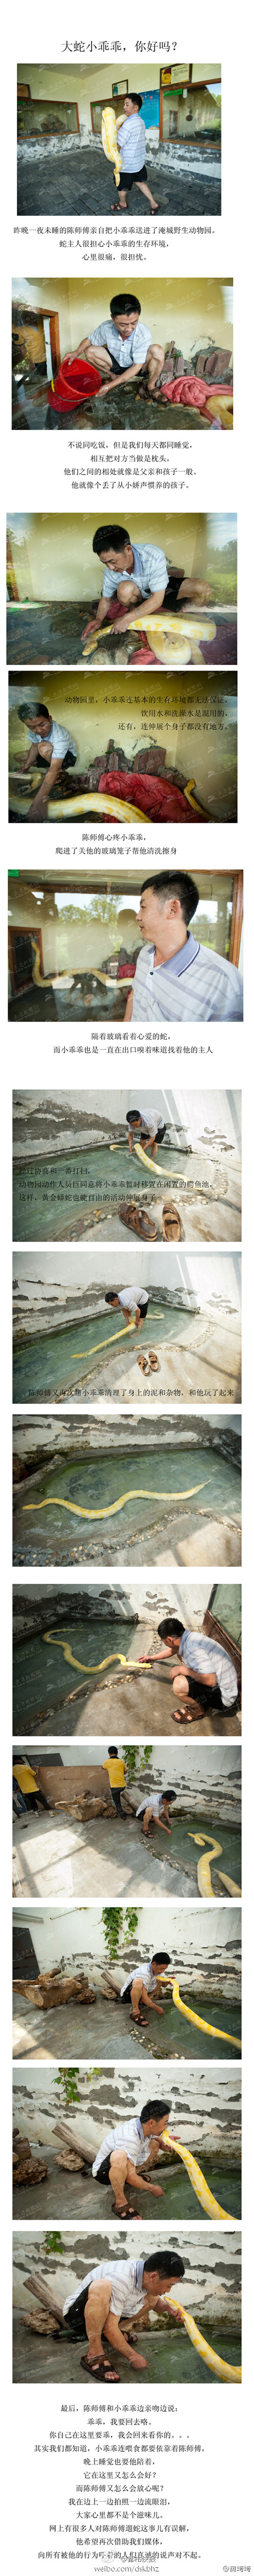 大蛇小乖乖，你好吗？
昨晚一夜未睡的陈师傅亲自把小乖乖送进了淹城野生动物园。
蛇主人很担心小乖乖的生存环境，
心里很痛，很担忧。
不说同吃饭，但是我们每天都同睡觉，
相互把对方当做是枕头，
他们之间的相处就像是父亲和孩子一般。
他就像个丢了从小娇声惯养的孩子。
动物园里，小乖乖连基本的生存环境都无法保证，
饮用水和洗澡水是混用的，
还有，连伸展个身子都没有地方。
陈师傅心疼小乖乖，
爬进了关他的玻璃笼子帮他清洗擦身
隔着玻璃看着心爱的蛇，
而小乖乖也是一直在出口嗅着味道找着他的主人
经过协商和一番打扫，
动物园动作人员同意将小乖乖暂时移置在闲置的鳄鱼池。
这样，黄金蟒蛇也能自由的活动伸展身子。
陈师傅又再次帮小乖乖清理了身上的泥和杂物，和他玩了起来
最后，陈师傅和小乖乖边亲吻边说：
乖乖，我要回去咯。
你自己在这里要乖，我会回来看你的。。。
其实我们都知道，小乖乖连喂食都要依靠着陈师傅，
晚上睡觉也要他陪着，
它在这里又怎么会好？
而陈师傅又怎么会放心呢？
我在边上一边拍照一边流眼泪，
大家心里都不是个滋味儿。
网上有很多人对陈师傅遛蛇这事儿有误解，
他希望再次借助我们媒体，
向所有被他的行为吓到的人们真诚的说声对不起。
weibo.com/dskbhz